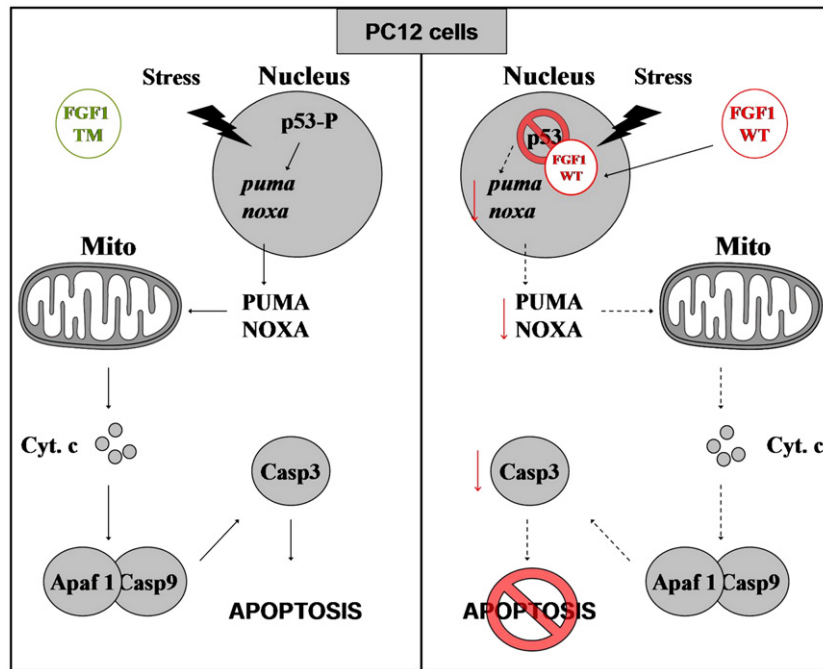 PC12 cells
Stress
Nucleus
FGF1
TM
p53-P
puma
noxa
Mito
PUMA
NOXA
Cyt. c
Casp3
Apaf 1
Casp9
APOPTOSIS
Nucleus
Stress
p53
FGF1
WT
FGF1
WT
puma
noxa
PUMA
NOXA
Mito
Casp3
Cyt. c
Apaf 1
Casp9
APOPTOSIS